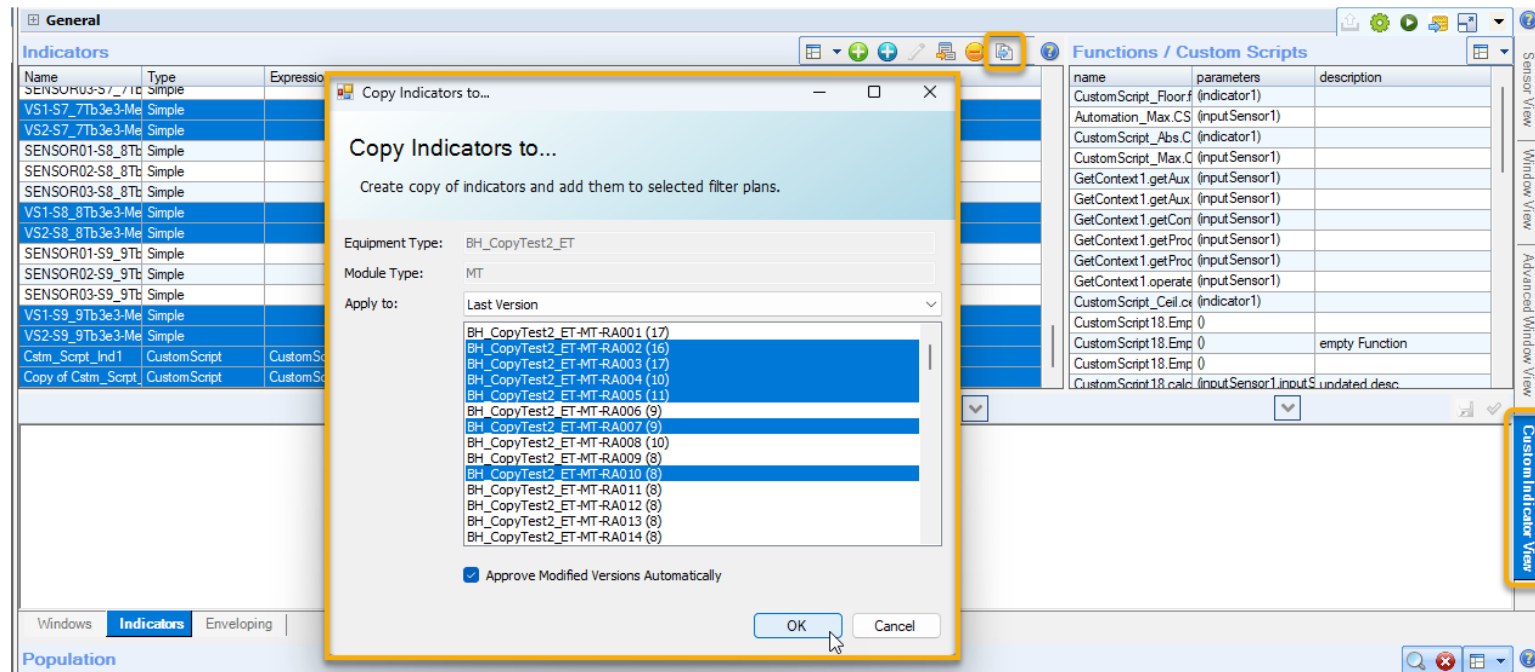 General
Indicators
Name Type Expressio
SENSOR03-S7_7Tb Simple
VS1-S7_7Tb3e3-Me Simple
VS2-S7_7Tb3e3-Me Simple
SENSOR01-S8_8Tb Simple
SENSOR02-S8_8Tb Simple
SENSOR03-S8_8Tb Simple
VS1-S8_8Tb3e3-Me Simple
VS2-S8_8Tb3e3-Me Simple
SENSOR01-S9_9Tb Simple
SENSOR02-S9_9Tb Simple
SENSOR03-S9_9Tb Simple
VS1-S9_9Tb3e3-Me Simple
VS2-S9_9Tb3e3-Me Simple
Cstm_Scrpt_Ind1 CustomScript CustomSc
Copy of Cstm_Scrpt_ CustomScript CustomSc
Copy Indicators to...
Copy Indicators to...
Create copy of indicators and add them to selected filter plans.
Equipment Type: BH_CopyTest2_ET
Module Type: MT
Apply to: Last Version
BH_CopyTest2_ET-MT-RA001 (17)
BH_CopyTest2_ET-MT-RA002 (16)
BH_CopyTest2_ET-MT-RA003 (17)
BH_CopyTest2_ET-MT-RA004 (10)
BH_CopyTest2_ET-MT-RA005 (11)
BH_CopyTest2_ET-MT-RA006 (9)
BH_CopyTest2_ET-MT-RA007 (9)
BH_CopyTest2_ET-MT-RA008 (10)
BH_CopyTest2_ET-MT-RA009 (8)
BH_CopyTest2_ET-MT-RA010 (8)
BH_CopyTest2_ET-MT-RA011 (8)
BH_CopyTest2_ET-MT-RA012 (8)
BH_CopyTest2_ET-MT-RA013 (8)
BH_CopyTest2_ET-MT-RA014 (8)
Approve Modified Versions Automatically
OK Cancel
Functions / Custom Scripts
name parameters description
CustomScript_Floor.f (indicator1)
Automation_Max.CS (inputSensor1)
CustomScript_Abs.C (indicator1)
CustomScript_Max.C (inputSensor1)
GetContext1.getAux (inputSensor1)
GetContext1.getAux (inputSensor1)
GetContext1.getCon (inputSensor1)
GetContext1.getProc (inputSensor1)
GetContext1.getProc (inputSensor1)
GetContext1.operate (inputSensor1)
CustomScript_Ceil.ce (indicator1)
CustomScript18.Emp ()
CustomScript18.Emp () empty Function
CustomScript18.Emp ()
CustomScript18.calc (inputSensor1,inputS updated desc
Sensor View
Window View
Advanced Window View
Custom Indicator View
Windows Indicators Enveloping
Population